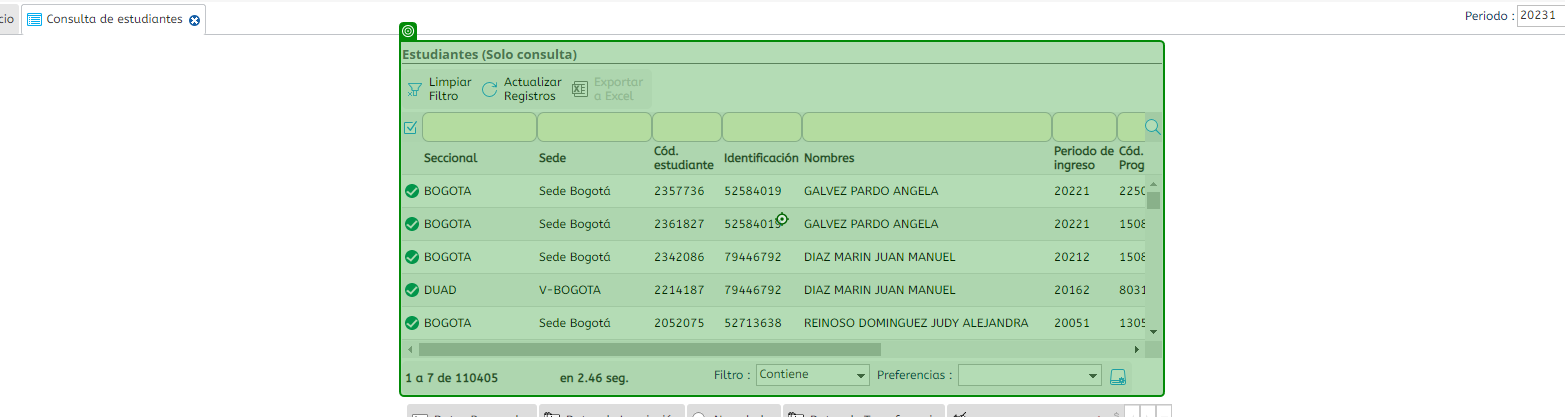 cio Consulta de estudiantes Periodo : 20231
Estudiantes (Solo consulta)
Limpiar Filtro Actualizar Registros Exportar a Excel
Seccional Sede Cód. estudiante Identificación Nombres Periodo de ingreso Cód. Prog
BOGOTA Sede Bogotá 2357736 52584019 GALVEZ PARDO ANGELA 20221 2250
BOGOTA Sede Bogotá 2361827 52584019 GALVEZ PARDO ANGELA 20221 1508
BOGOTA Sede Bogotá 2342086 79446792 DIAZ MARIN JUAN MANUEL 20212 1508
DUAD V-BOGOTA 2214187 79446792 DIAZ MARIN JUAN MANUEL 20162 8031
BOGOTA Sede Bogotá 2052075 52713638 REINOSO DOMINGUEZ JUDY ALEJANDRA 20051 1305
1 a 7 de 110405 en 2.46 seg. Filtro : Contiene Preferencias :